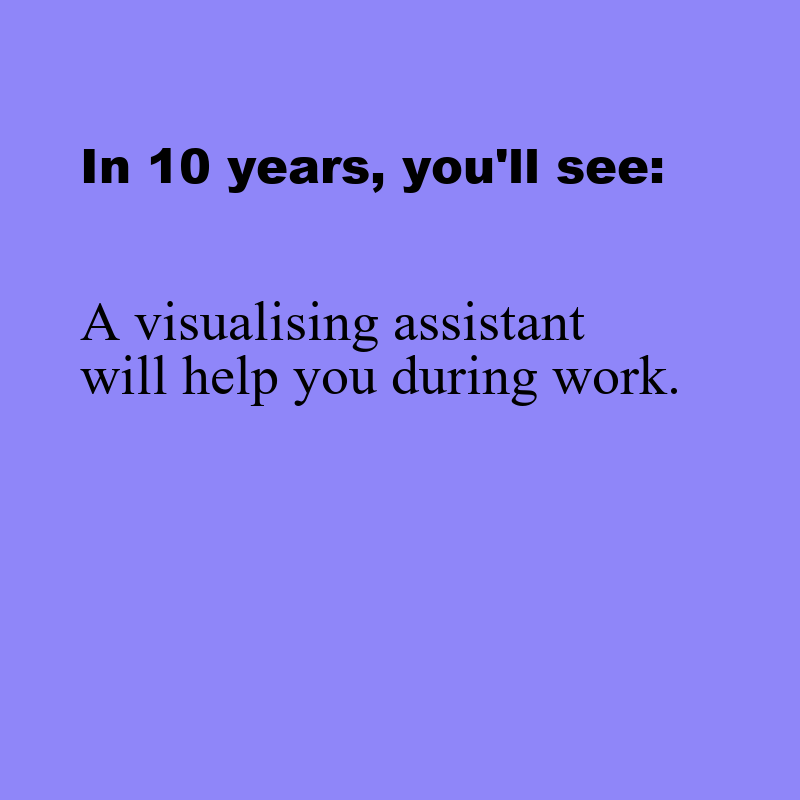 In 10 years, you'll see:
A visualising assistant
will help you during work.